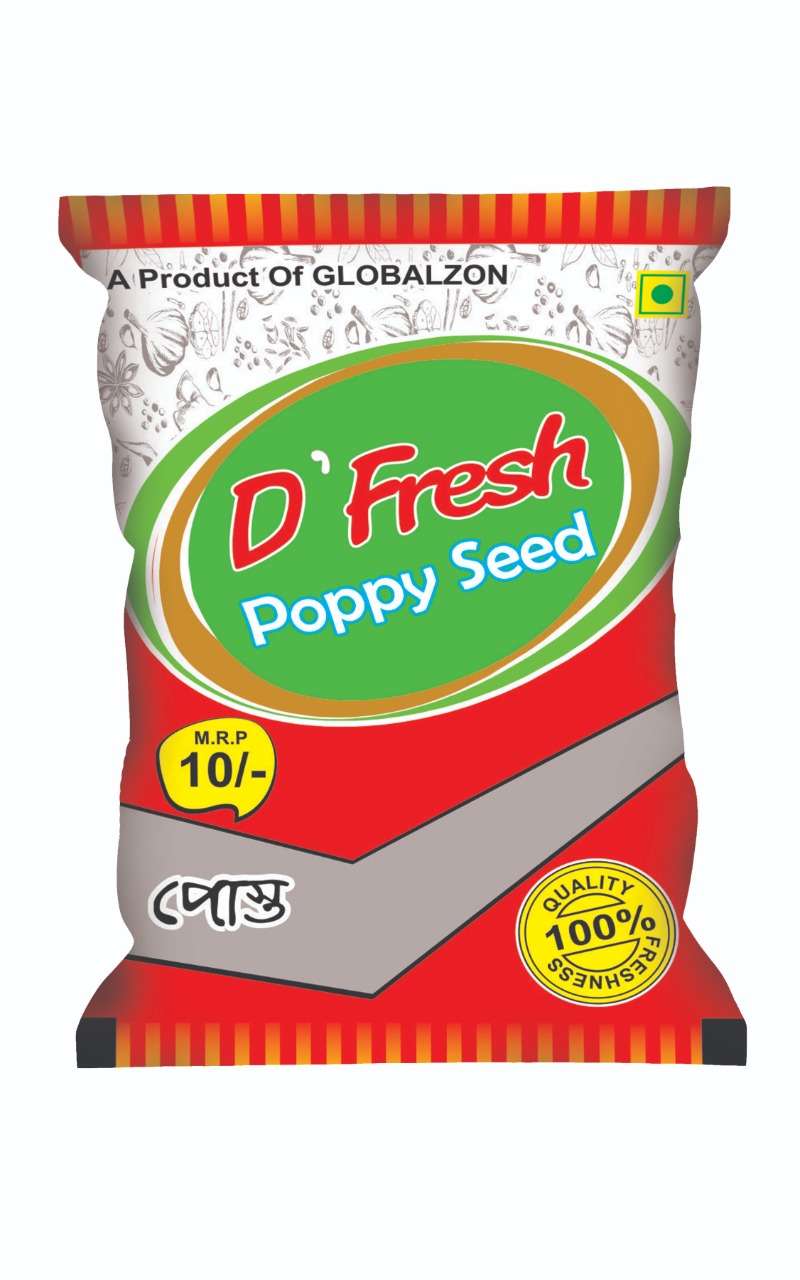 A Product Of GLOBALZON
D'Fresh
Poppy Seed
M.R.P
10/-
পোস্ত
QUALITY
100%
FRESHNESS